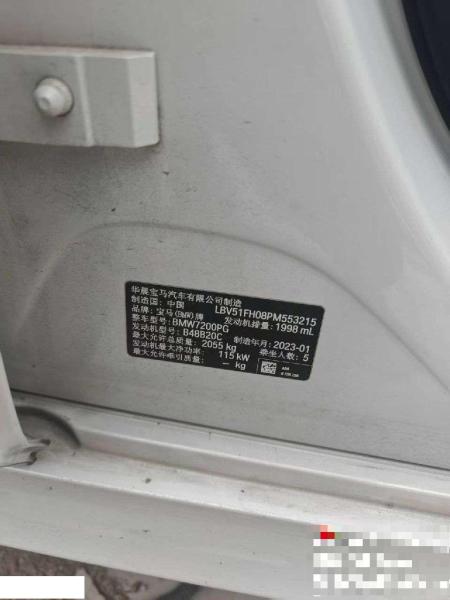 华晨宝马汽车有限公司制造
制造国：中国 LBV51FH08PM553215
品牌：宝马(BMW)牌 发动机排量：1998 mL
整车型号：BMW7200PG
发动机型号：B48B20C 制造年月：2023-01
最大允许总质量：2055 kg 乘坐人数：5
发动机最大净功率：115 kW
最大允许牵引质量：— kg